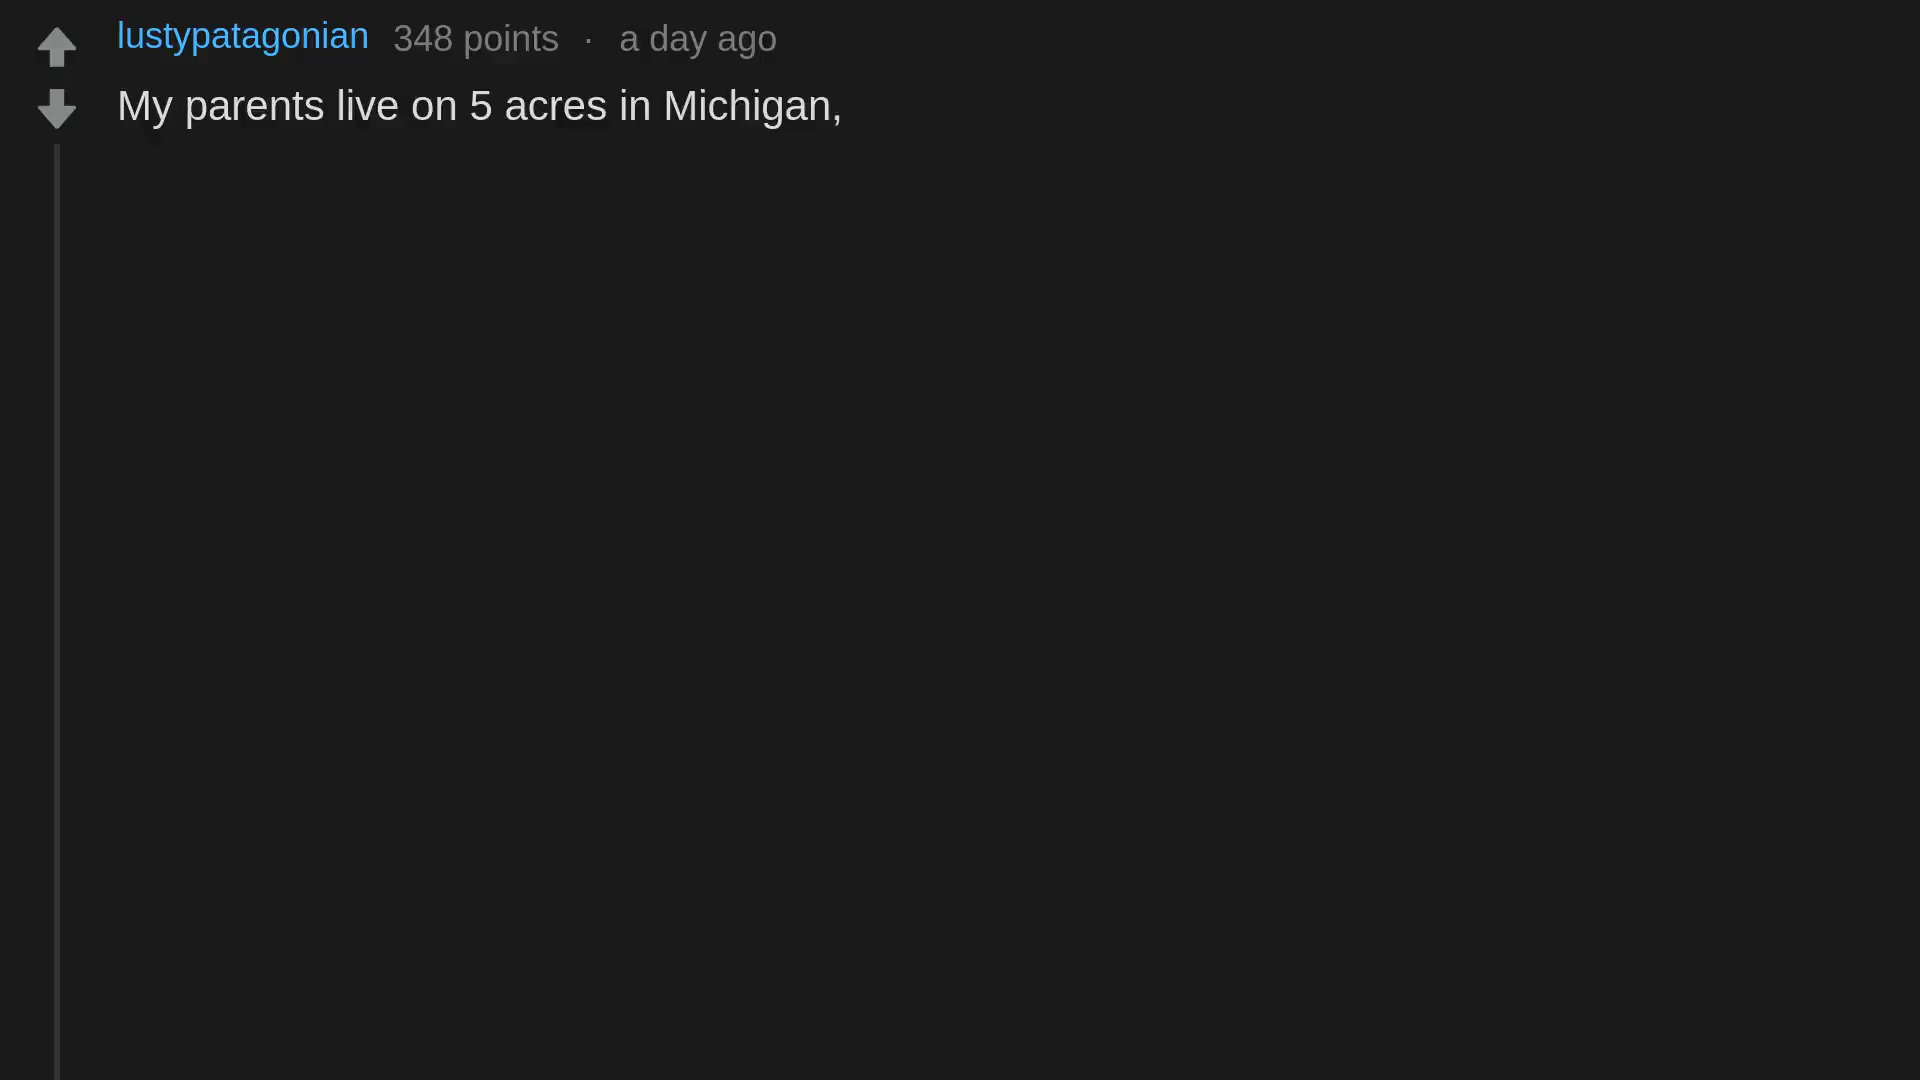 lustypatagonian 348 points · a day ago
My parents live on 5 acres in Michigan,